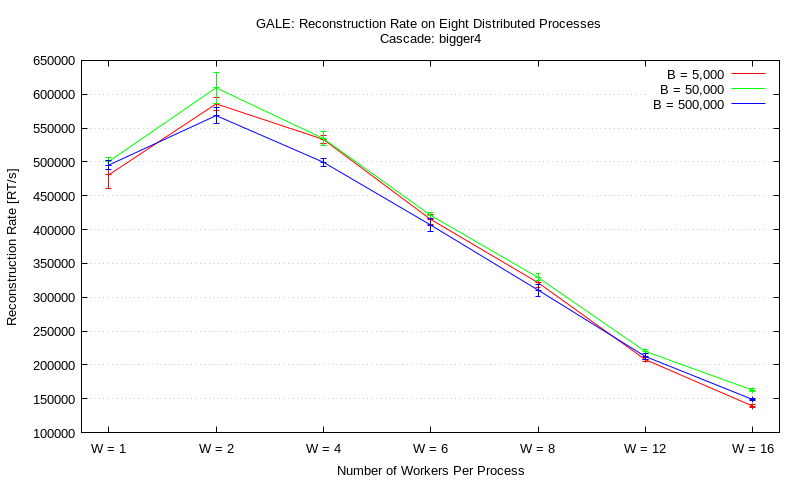 GALE: Reconstruction Rate on Eight Distributed Processes
Cascade: bigger4
B = 5,000
B = 50,000
B = 500,000
Reconstruction Rate [RT/s]
650000
600000
550000
500000
450000
400000
350000
300000
250000
200000
150000
100000
W = 1
W = 2
W = 4
W = 6
W = 8
W = 12
W = 16
Number of Workers Per Process